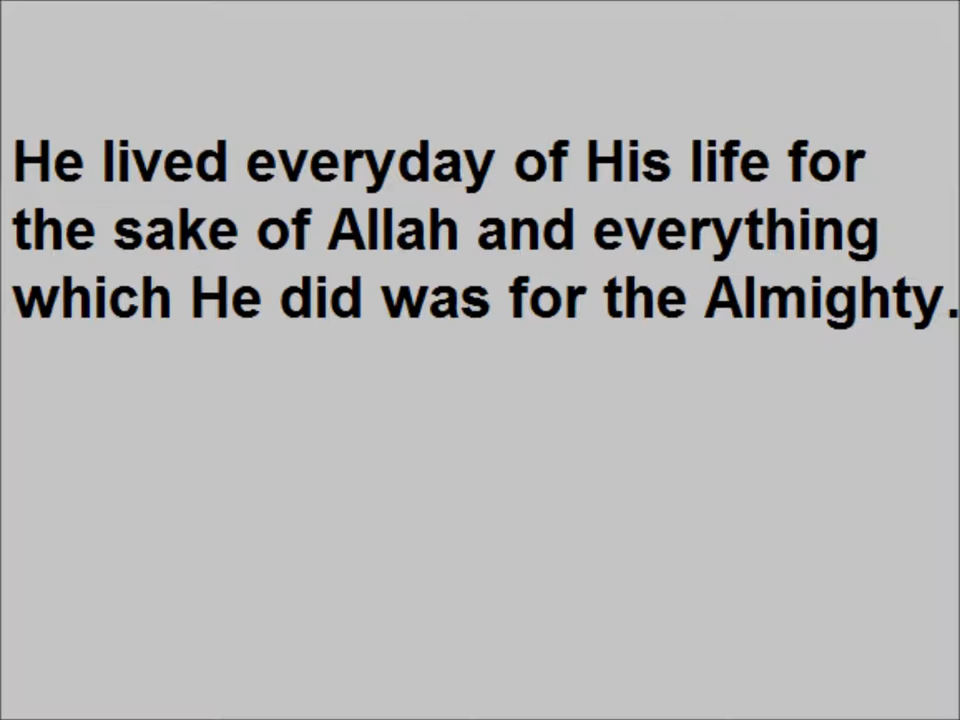 He lived everyday of His life for
the sake of Allah and everything
which He did was for the Almighty.